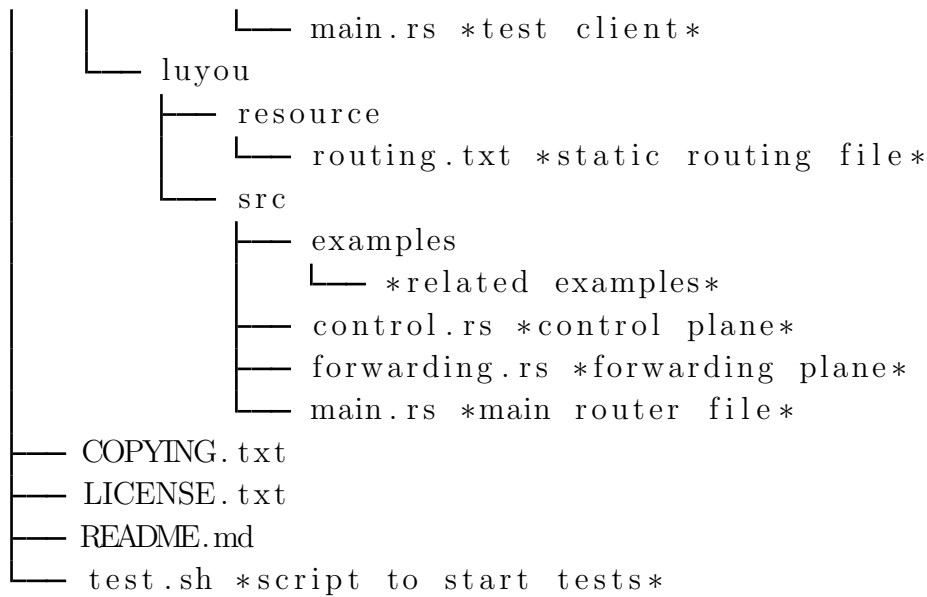 main.rs *test client*
luyou
resource
routing.txt *static routing file*
src
examples
*related examples*
control.rs *control plane*
forwarding.rs *forwarding plane*
main.rs *main router file*
COPYING.txt
LICENSE.txt
README.md
test.sh *script to start tests*